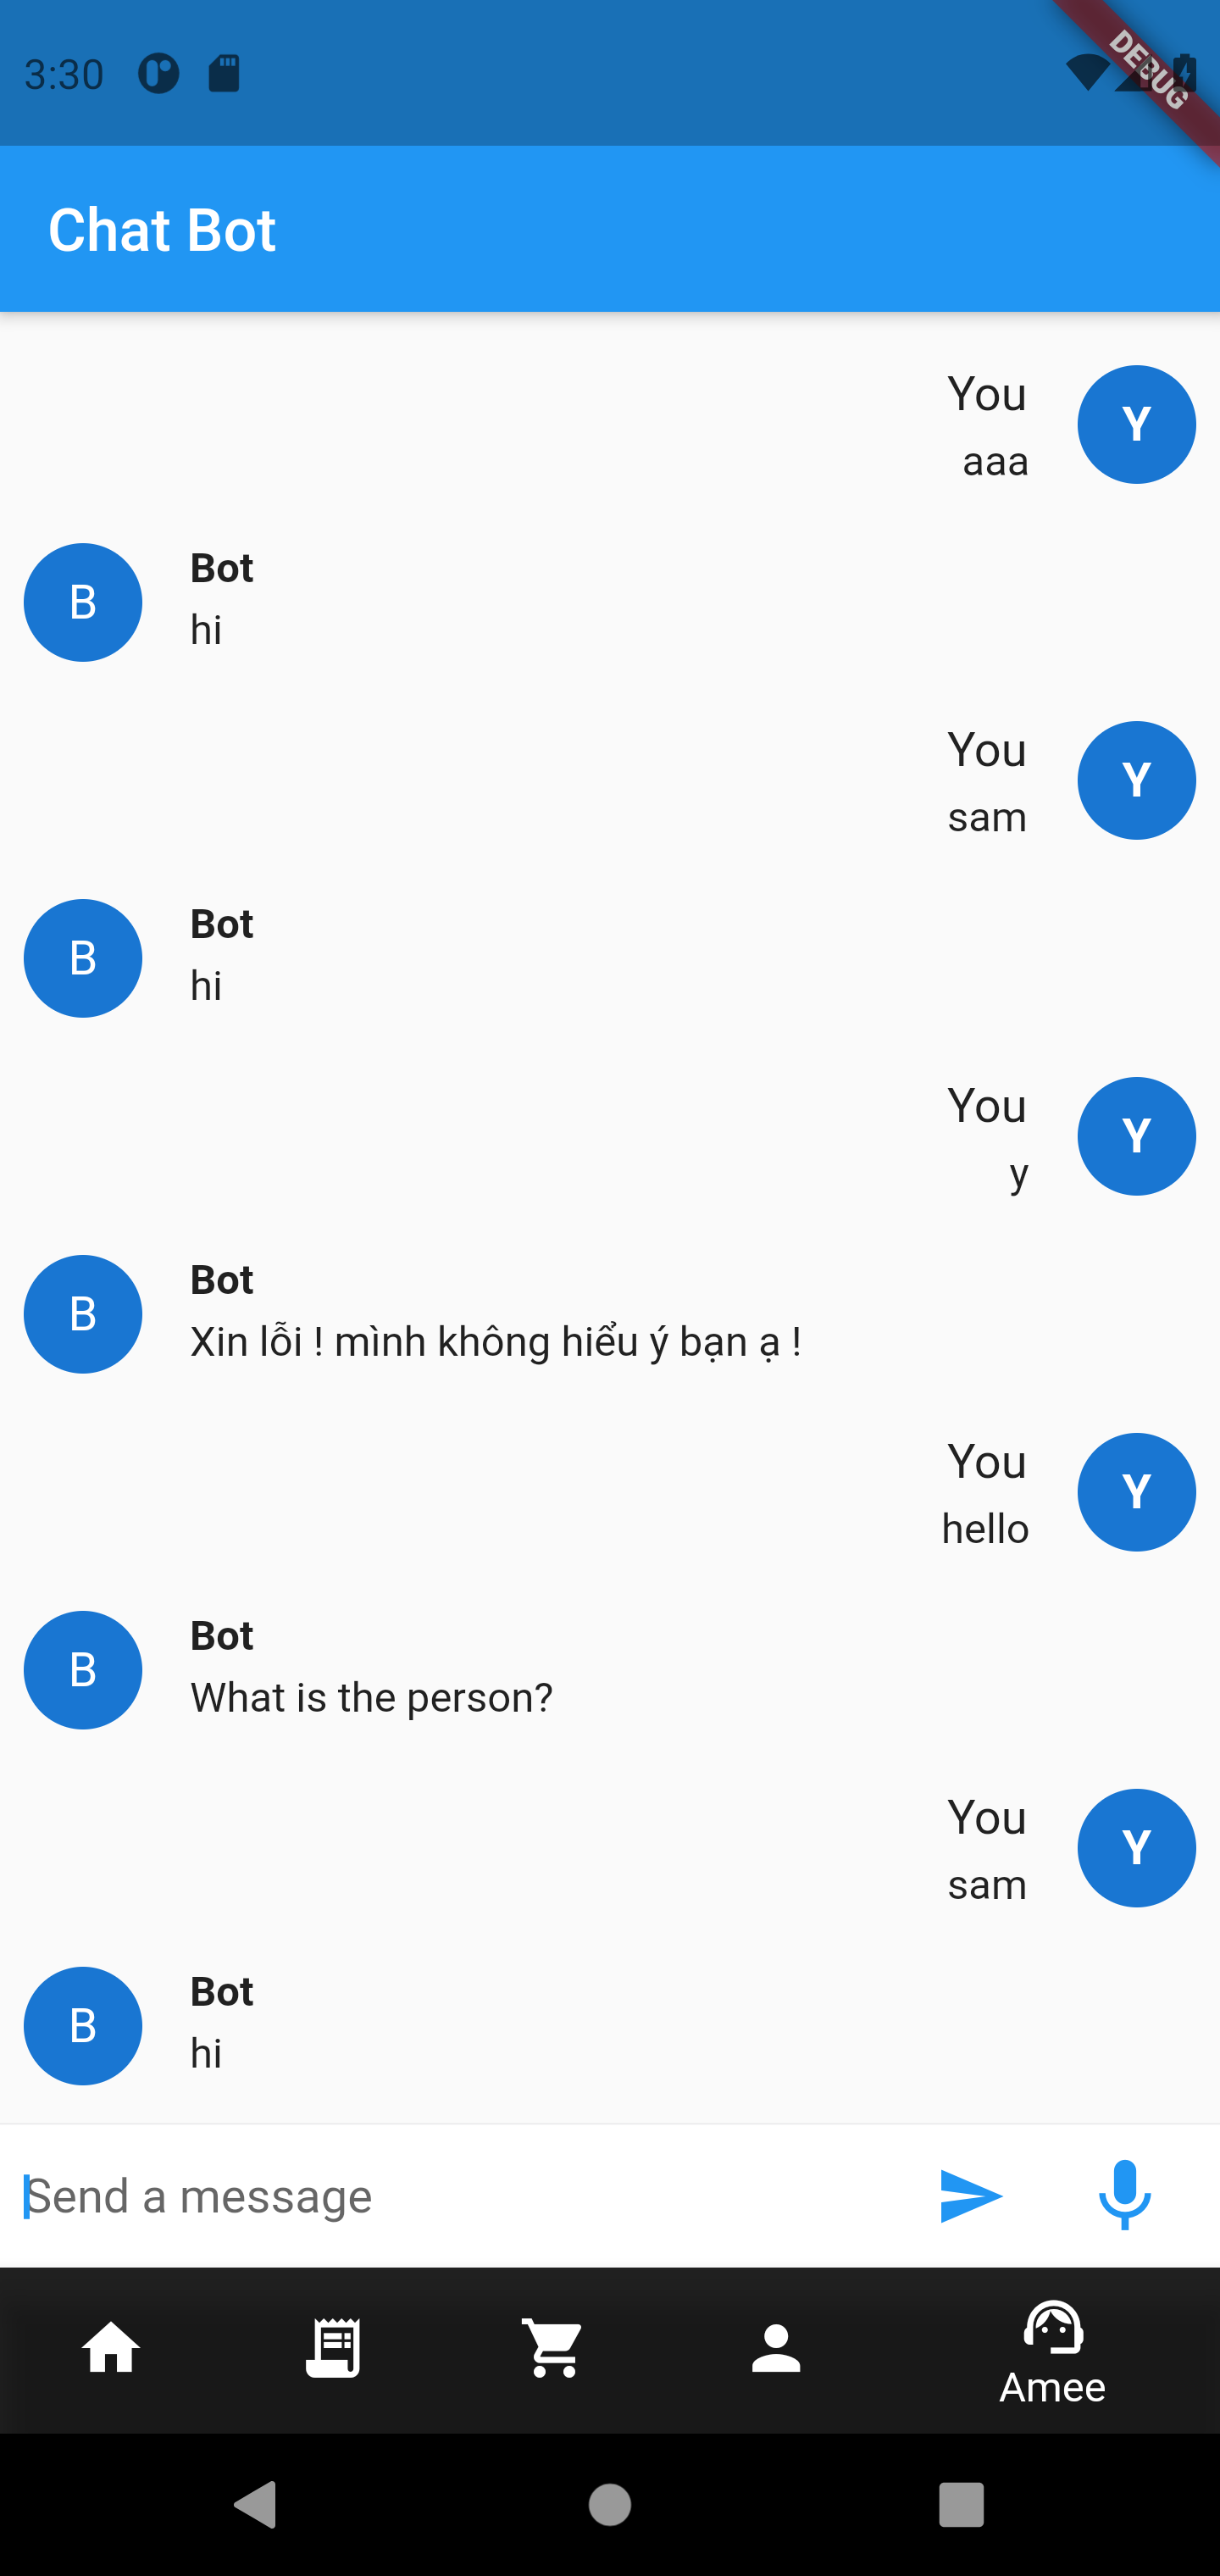 3:30
DEBUG
Chat Bot
You
Y
aaa
Bot
B
hi
You
Y
sam
Bot
B
hi
You
Y
y
Bot
B
Xin lỗi ! mình không hiểu ý bạn ạ !
You
Y
hello
Bot
B
What is the person?
You
Y
sam
Bot
B
hi
Send a message
Amee